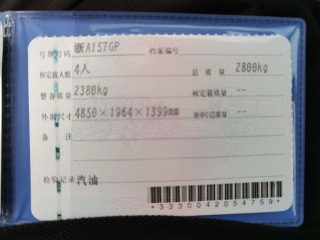 号牌号码 浙A157GP 档案编号
核定载人数 4人 总质量 2800kg
整备质量 2380kg 核定载质量 --
外廓尺寸 4850×1964×1399mm 准牵引总质量 --
备注
检验记录 汽油
*3330042054759*